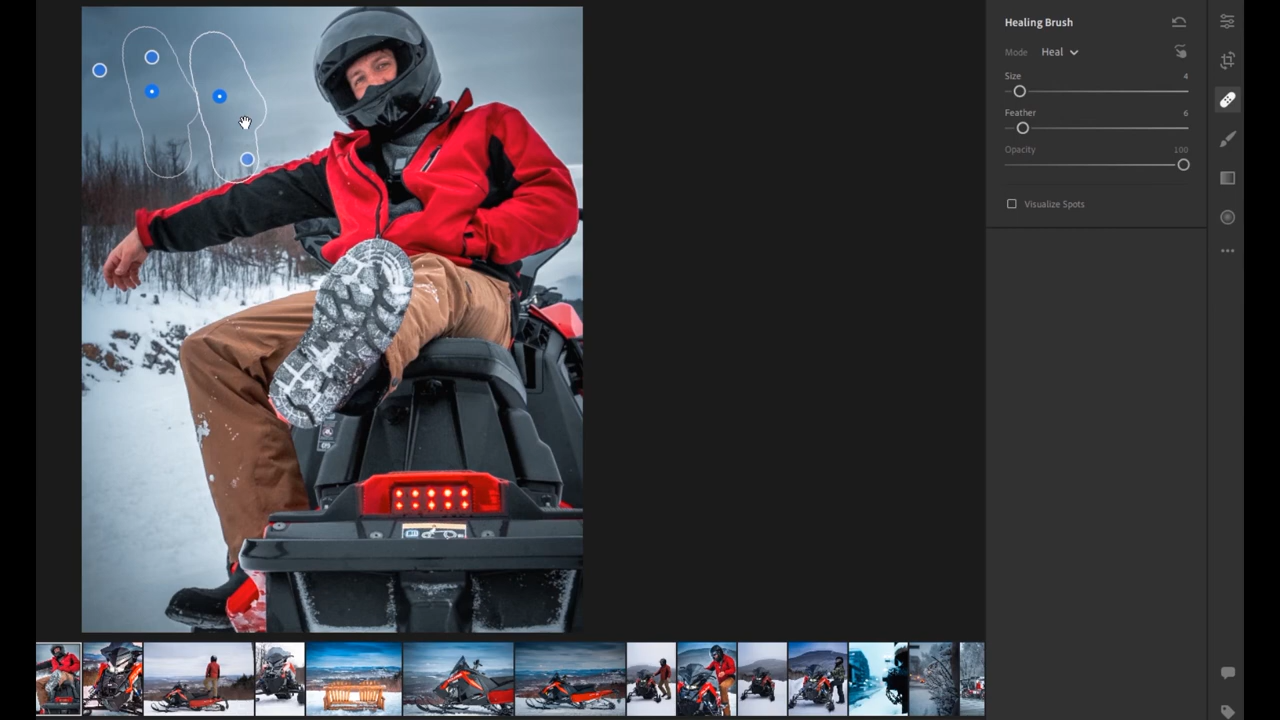 Healing Brush
Mode Heal
Size 4
Feather 6
Opacity 100
Visualize Spots